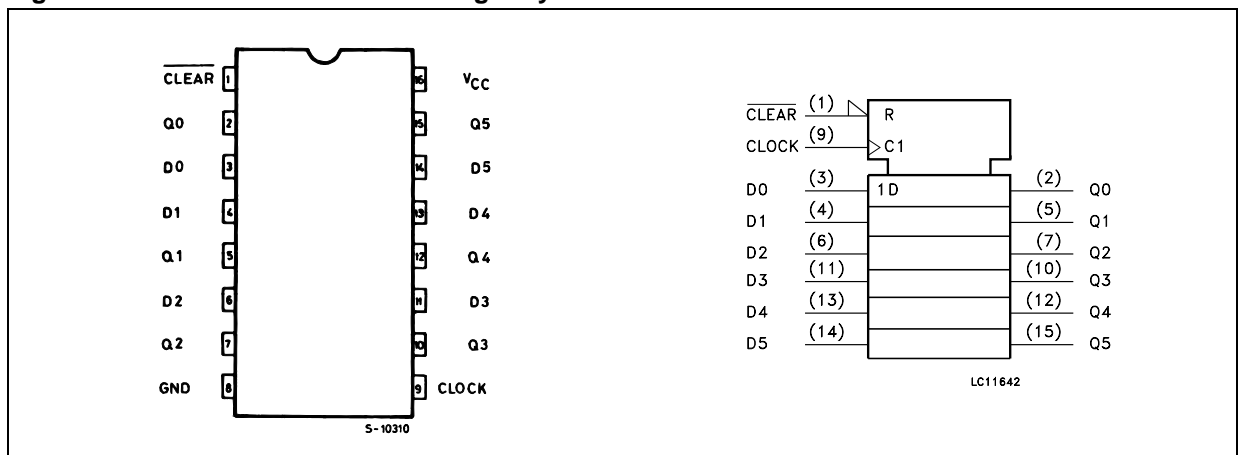 CLEAR 1 16 VCC
Q0 2 15 Q5
D0 3 14 D5
D1 4 13 D4
Q1 5 12 Q4
D2 6 11 D3
Q2 7 10 Q3
GND 8 9 CLOCK
S-10310
CLEAR (1) R
CLOCK (9) C1
D0 (3) 1D (2) Q0
D1 (4) (5) Q1
D2 (6) (7) Q2
D3 (11) (10) Q3
D4 (13) (12) Q4
D5 (14) (15) Q5
LC11642